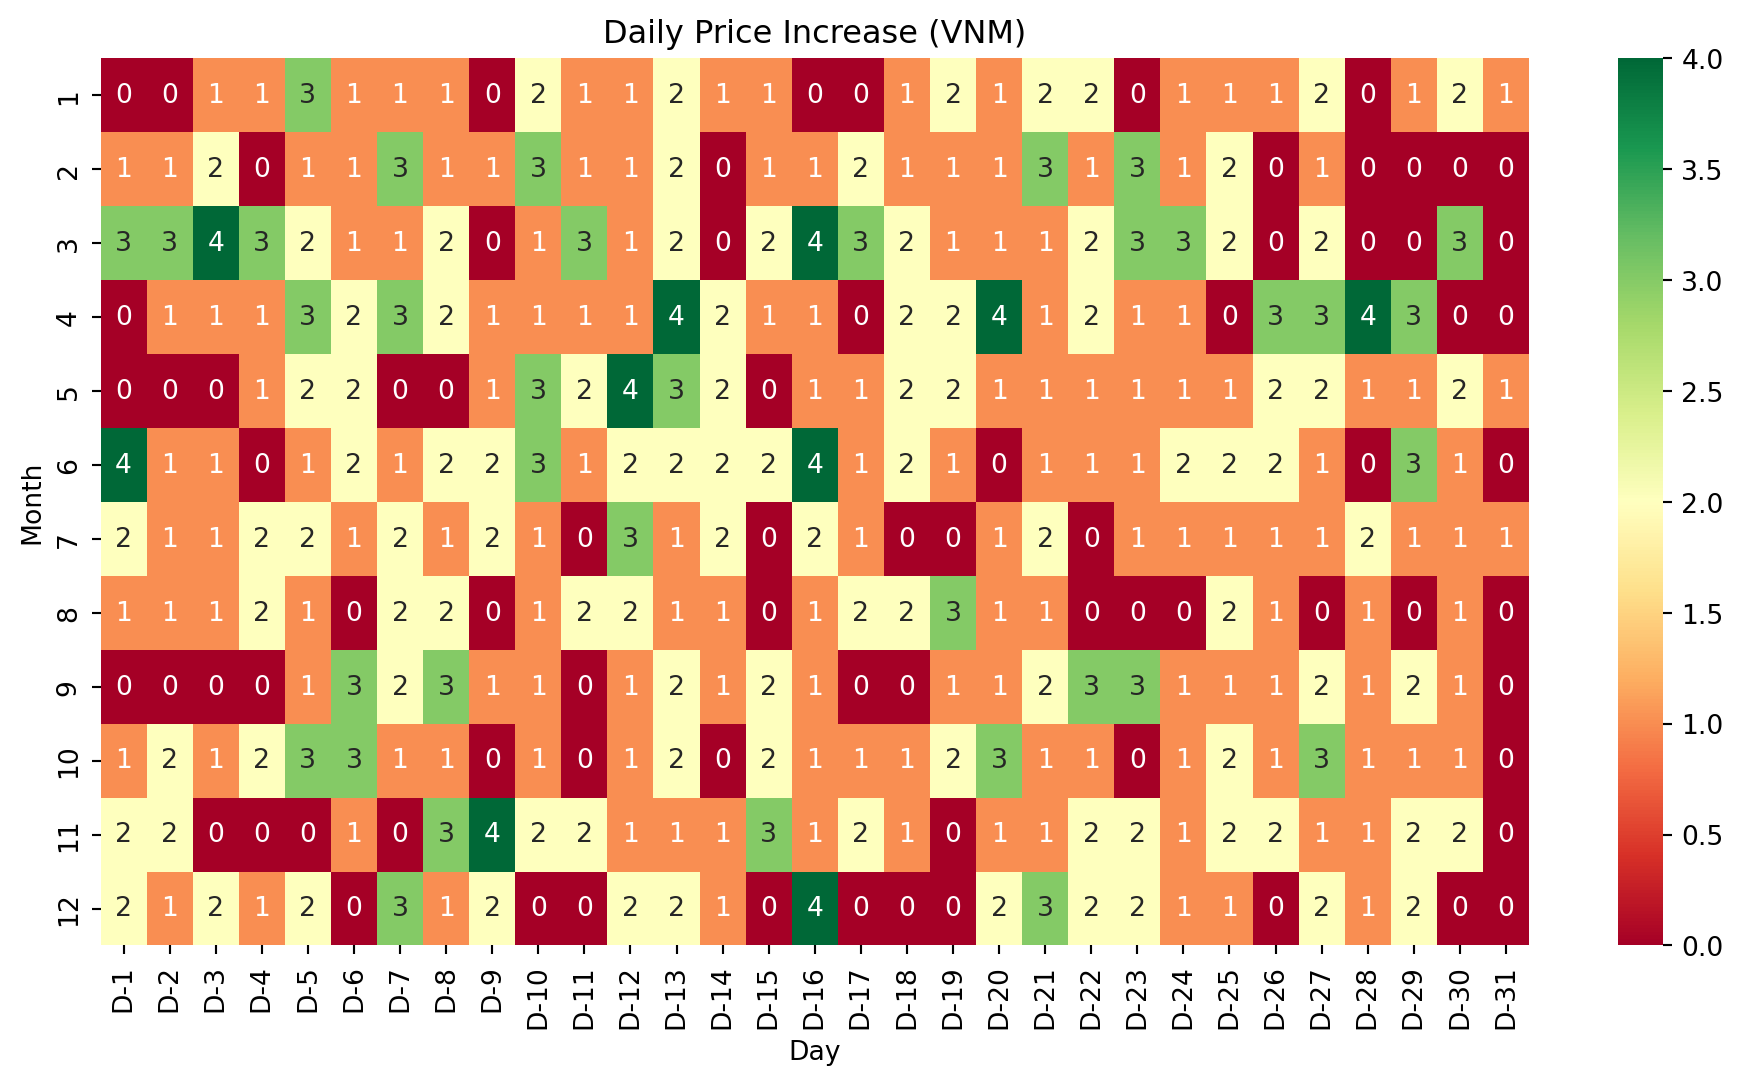 Daily Price Increase (VNM)
1 0 0 1 1 3 1 1 1 0 2 1 1 2 1 1 0 0 1 2 1 2 2 0 1 1 1 2 0 1 2 1
2 1 1 2 0 1 1 3 1 1 3 1 1 2 0 1 1 2 1 1 1 3 1 3 1 2 0 1 0 0 0 0
3 3 3 4 3 2 1 1 2 0 1 3 1 2 0 2 4 3 2 1 1 1 2 3 3 2 0 2 0 0 3 0
4 0 1 1 1 3 2 3 2 1 1 1 1 4 2 1 1 0 2 2 4 1 2 1 1 0 3 3 4 3 0 0
5 0 0 0 1 2 2 0 0 1 3 2 4 3 2 0 1 1 2 2 1 1 1 1 1 1 2 2 1 1 2 1
6 4 1 1 0 1 2 1 2 2 3 1 2 2 2 2 4 1 2 1 0 1 1 1 2 2 2 1 0 3 1 0
7 2 1 1 2 2 1 2 1 2 1 0 3 1 2 0 2 1 0 0 1 2 0 1 1 1 1 1 2 1 1 1
8 1 1 1 2 1 0 2 2 0 1 2 2 1 1 0 1 2 2 3 1 1 0 0 0 2 1 0 1 0 1 0
9 0 0 0 0 1 3 2 3 1 1 0 1 2 1 2 1 0 0 1 1 2 3 3 1 1 1 2 1 2 1 0
10 1 2 1 2 3 3 1 1 0 1 0 1 2 0 2 1 1 1 2 3 1 1 0 1 2 1 3 1 1 1 0
11 2 2 0 0 0 1 0 3 4 2 2 1 1 1 3 1 2 1 0 1 1 2 2 1 2 2 1 1 2 2 0
12 2 1 2 1 2 0 3 1 2 0 0 2 2 1 0 4 0 0 0 2 3 2 2 1 1 0 2 1 2 0 0
Month
D-1 D-2 D-3 D-4 D-5 D-6 D-7 D-8 D-9 D-10 D-11 D-12 D-13 D-14 D-15 D-16 D-17 D-18 D-19 D-20 D-21 D-22 D-23 D-24 D-25 D-26 D-27 D-28 D-29 D-30 D-31
Day
4.0
3.5
3.0
2.5
2.0
1.5
1.0
0.5
0.0